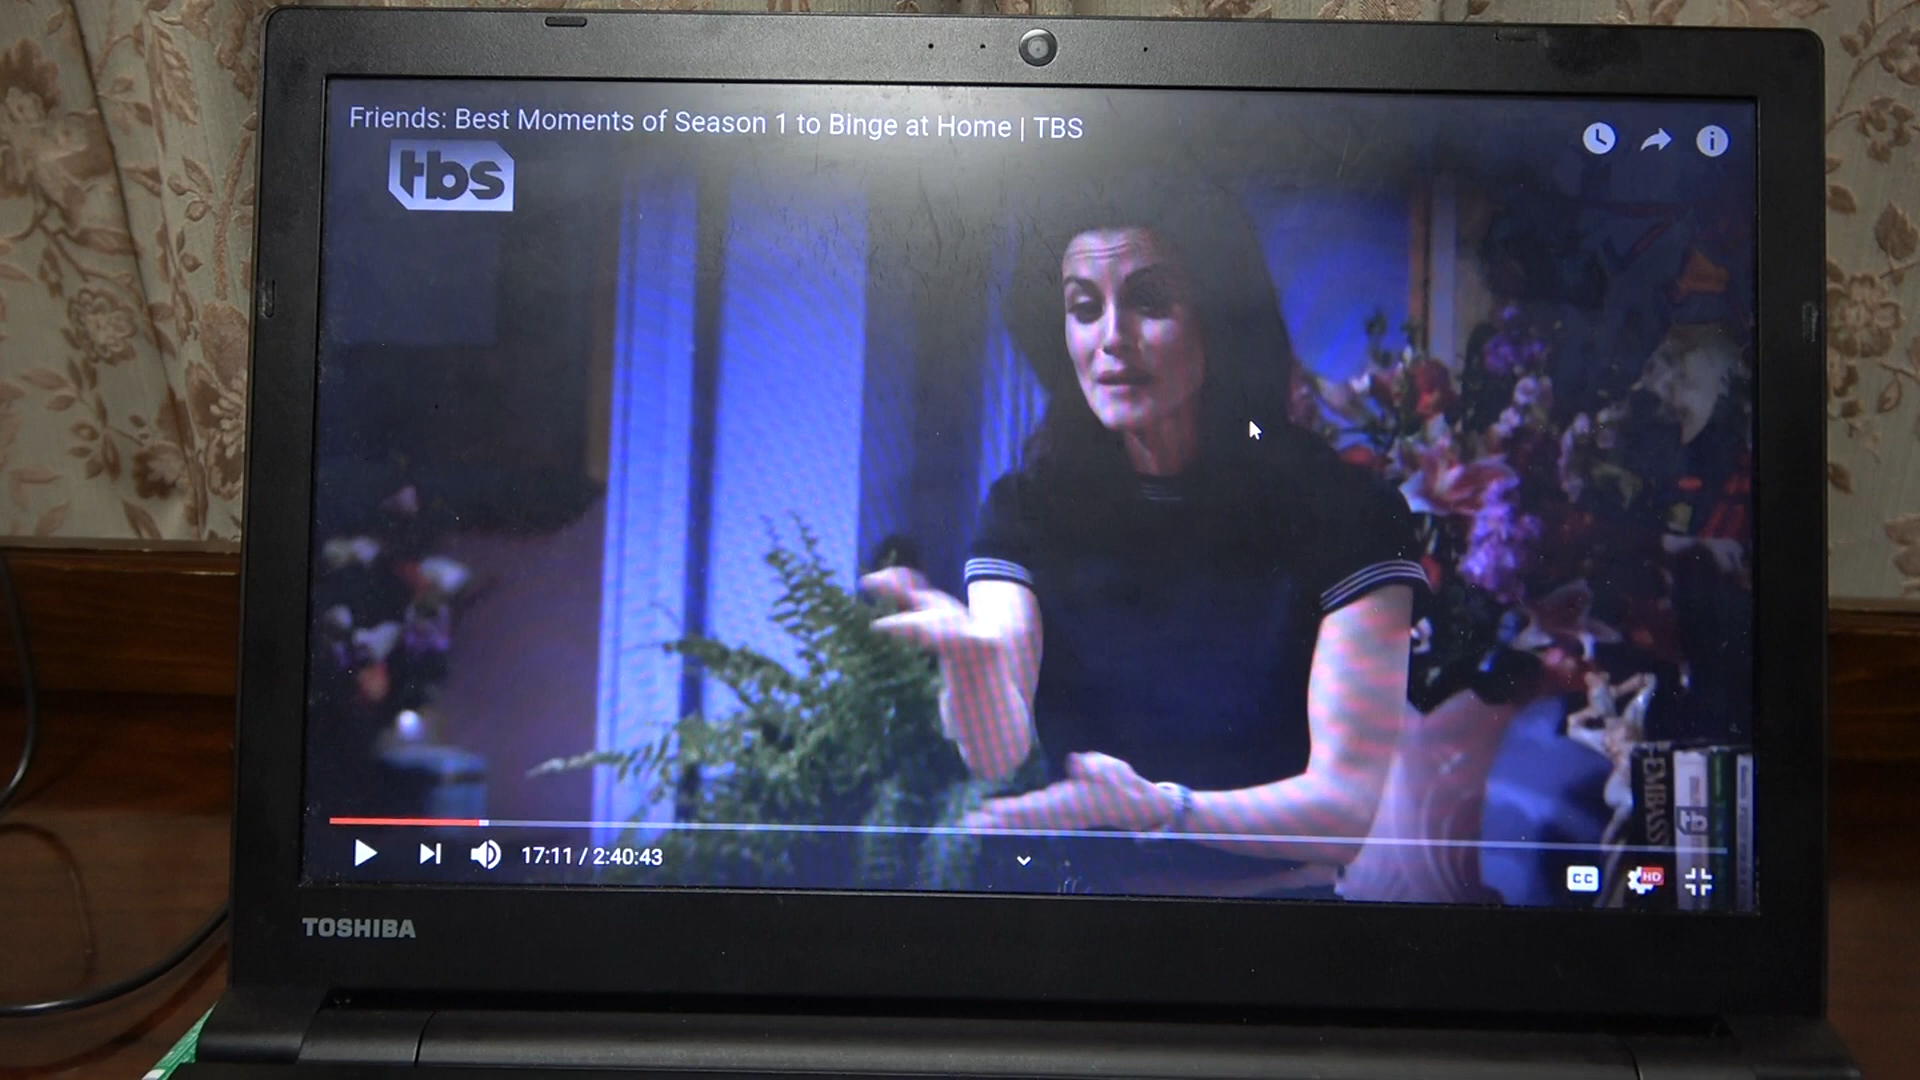 Friends: Best Moments of Season 1 to Binge at Home | TBS
tbs
EMBASS
17:11 / 2:40:43
CC
HD
TOSHIBA